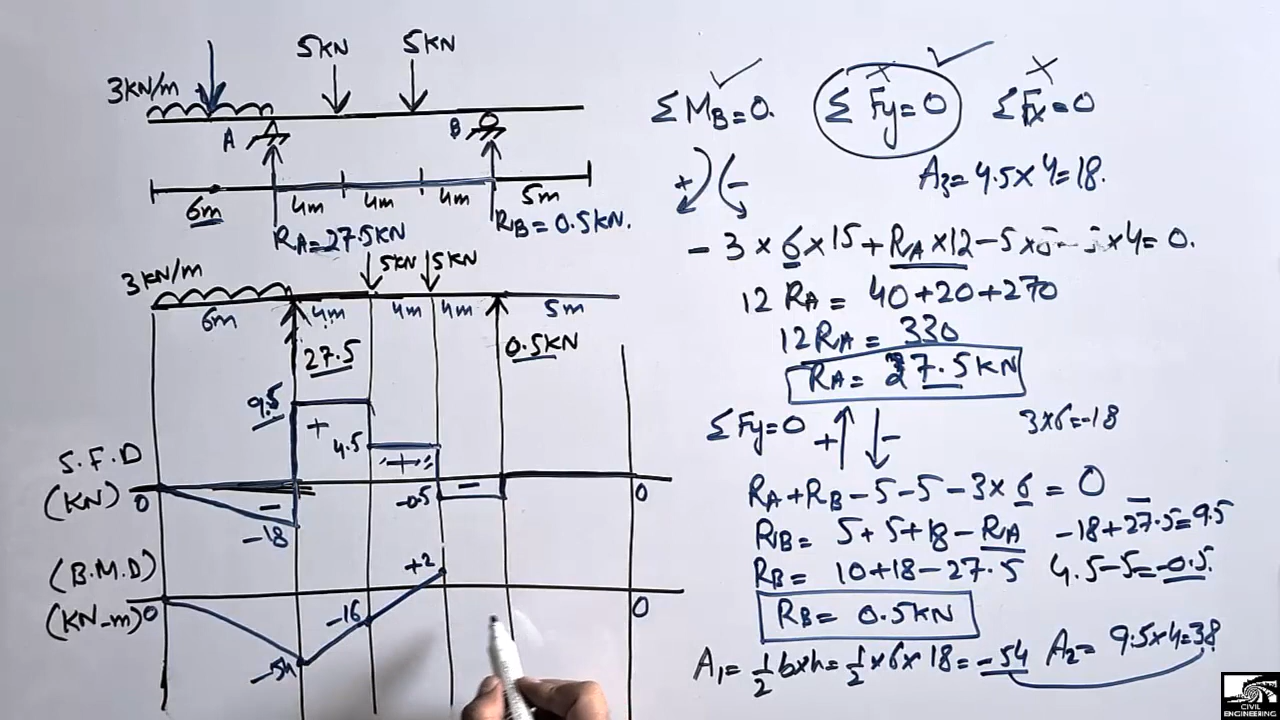 5KN 5KN
3KN/m
A B
6m 4m 4m 4m 5m
RA=27.5KN RB=0.5KN.
3KN/m 5KN 5KN
6m 4m 4m 4m 5m
27.5 0.5KN
9.5
+ 4.5 +
S.F.D
(KN) 0 - -0.5 - 0
-18
(B.M.D) +2
(KN-m) 0 -16 0
-54
ΣMB=0. ΣFy=0 ΣFx=0
+ -
A3=4.5×4=18.
-3×6×15+RA×12-5× ×4=0.
12RA= 40+20+270
12RA= 330
RA= 27.5KN
ΣFy=0 + - 3×6=-18
RA+RB-5-5-3×6=0
RB= 5+5+18-RA -18+27.5=9.5
RB= 10+18-27.5 4.5-5=-0.5.
RB= 0.5KN
A1=1/2b×h=1/2×6×18=-54 A2= 9.5×4=38
CIVIL
ENGINEERING